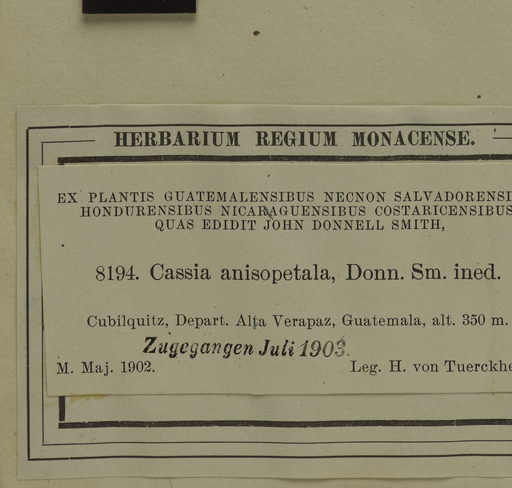 HERBARIUM REGIUM MONACENSE.
EX PLANTIS GUATEMALENSIBUS NECNON SALVADORENSI
HONDURENSIBUS NICARAGUENSIBUS COSTARICENSIBUS
QUAS EDIDIT JOHN DONNELL SMITH,
8194. Cassia anisopetala, Donn. Sm. ined.
Cubilquitz, Depart. Alta Verapaz, Guatemala, alt. 350 m.
Zugegangen Juli 1903.
M. Maj. 1902. Leg. H. von Tuerckhe